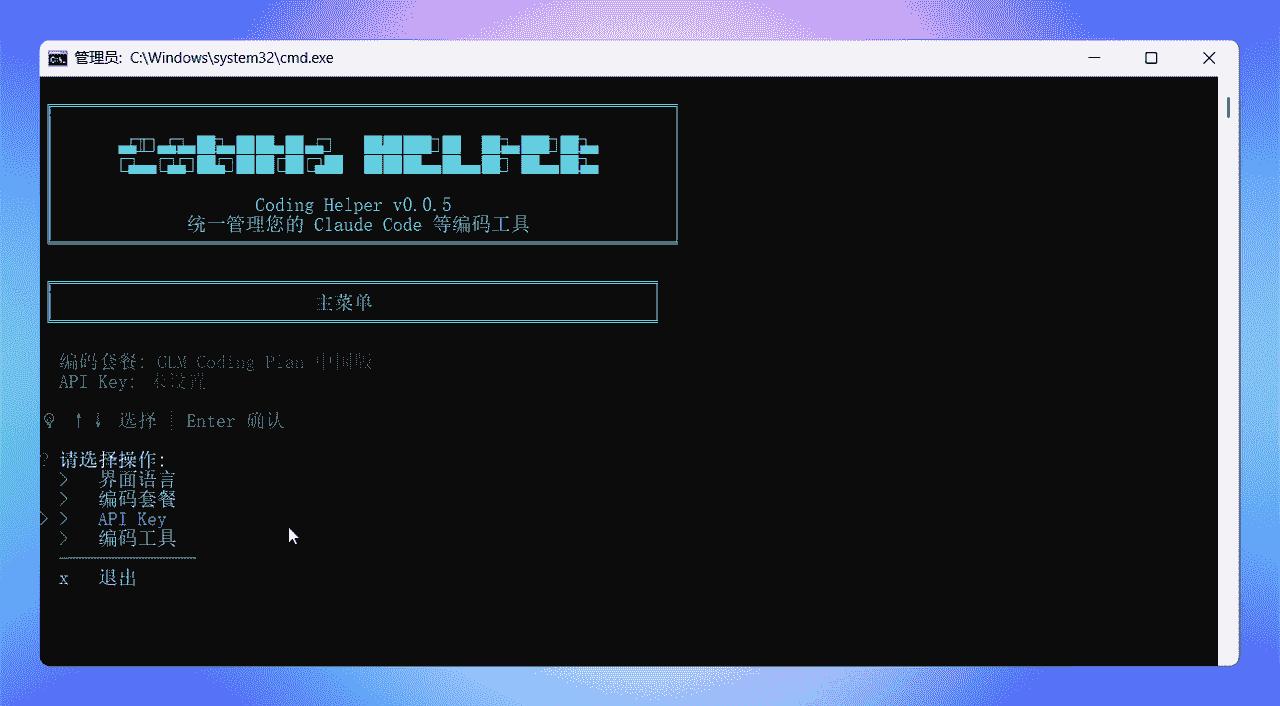 管理员: C:\Windows\system32\cmd.exe
CODING HELPER
Coding Helper v0.0.5
统一管理您的 Claude Code 等编码工具
主菜单
编码套餐: GLM Coding Plan 中国版
API Key: 未设置
↑↓ 选择 | Enter 确认
? 请选择操作:
> 界面语言
> 编码套餐
> > API Key
> 编码工具
x 退出